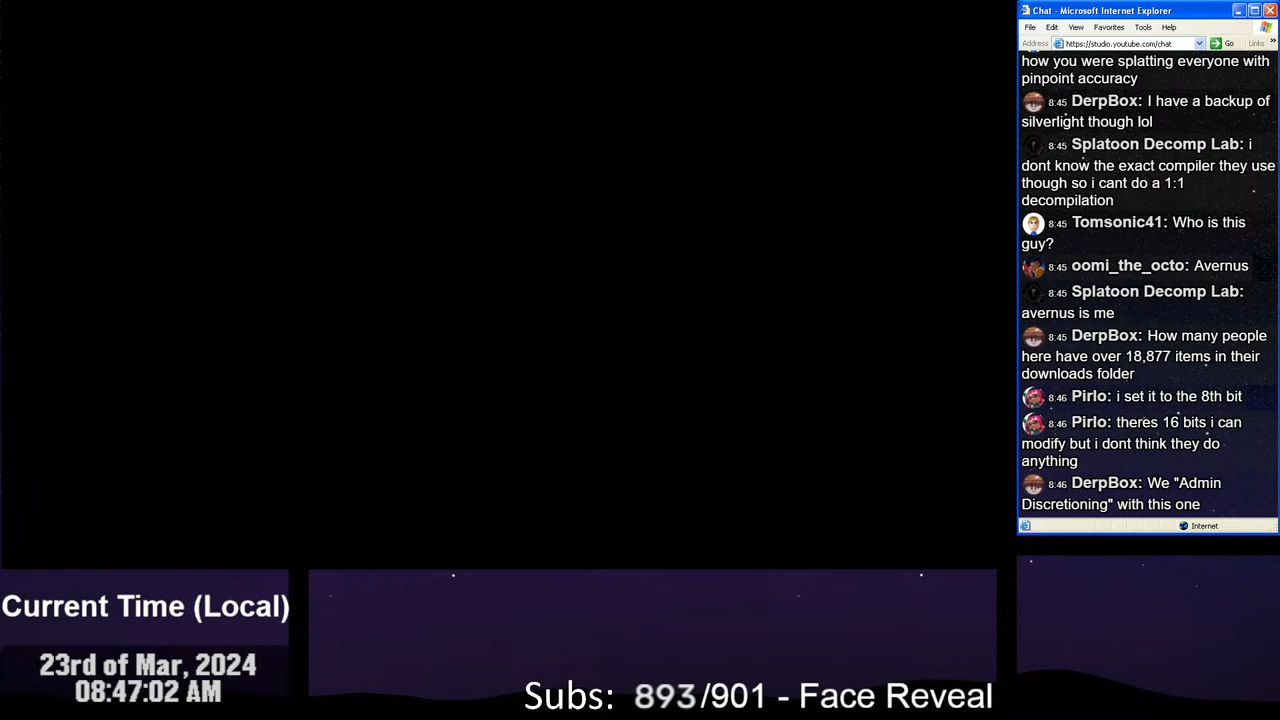 Chat - Microsoft Internet Explorer
File Edit View Favorites Tools Help
Address https://studio.youtube.com/chat Go Links »
how you were splatting everyone with
pinpoint accuracy
8:45 DerpBox: I have a backup of
silverlight though lol
8:45 Splatoon Decomp Lab: i
dont know the exact compiler they use
though so i cant do a 1:1
decompilation
8:45 Tomsonic41: Who is this
guy?
8:45 oomi_the_octo: Avernus
8:45 Splatoon Decomp Lab:
avernus is me
8:45 DerpBox: How many people
here have over 18,877 items in their
downloads folder
8:46 Pirlo: i set it to the 8th bit
8:46 Pirlo: theres 16 bits i can
modify but i dont think they do
anything
8:46 DerpBox: We "Admin
Discretioning" with this one
Internet
Current Time (Local)
23rd of Mar, 2024
08:47:02 AM
Subs: 893/901 - Face Reveal